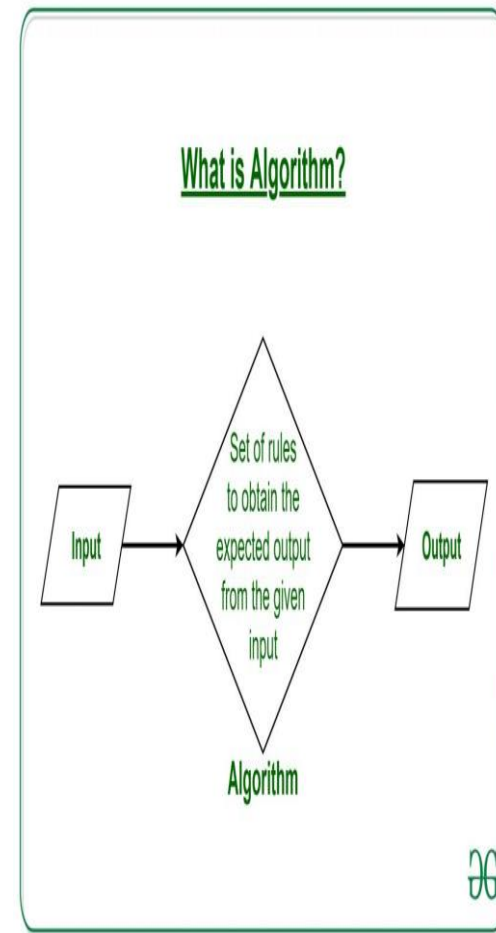 What is Algorithm?
Input
Set of rules
to obtain the
expected output
from the given
input
Output
Algorithm